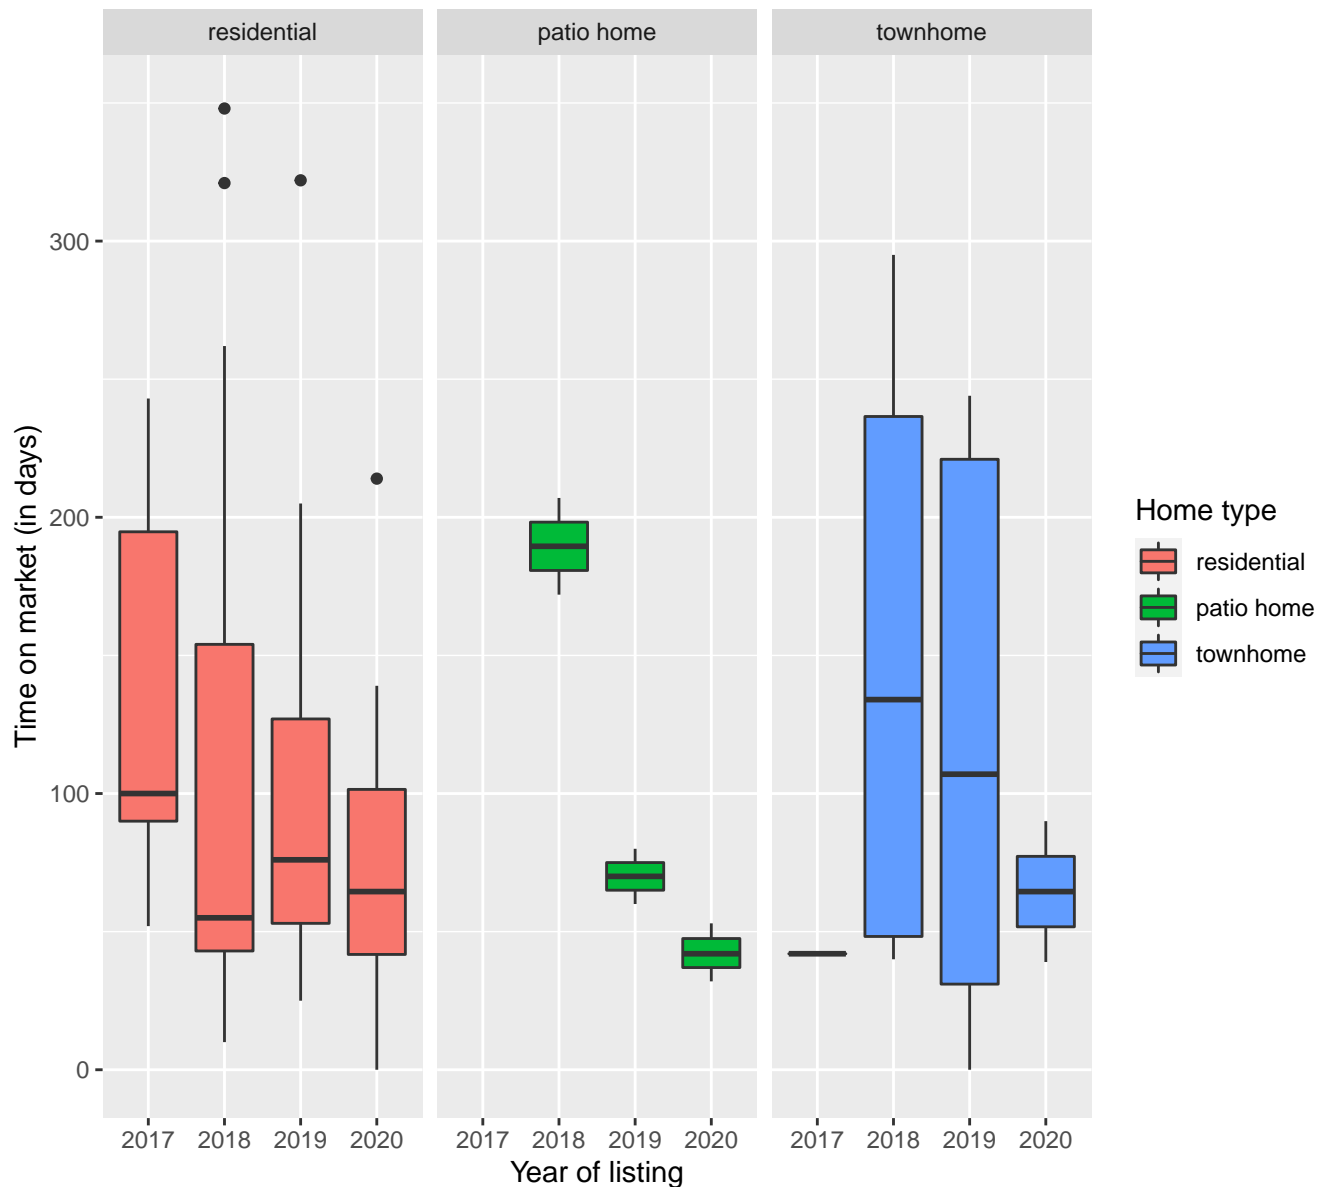 residential
patio home
townhome
Time on market (in days)
300
200
100
0
2017 2018 2019 2020
2017 2018 2019 2020
2017 2018 2019 2020
Year of listing
Home type
residential
patio home
townhome